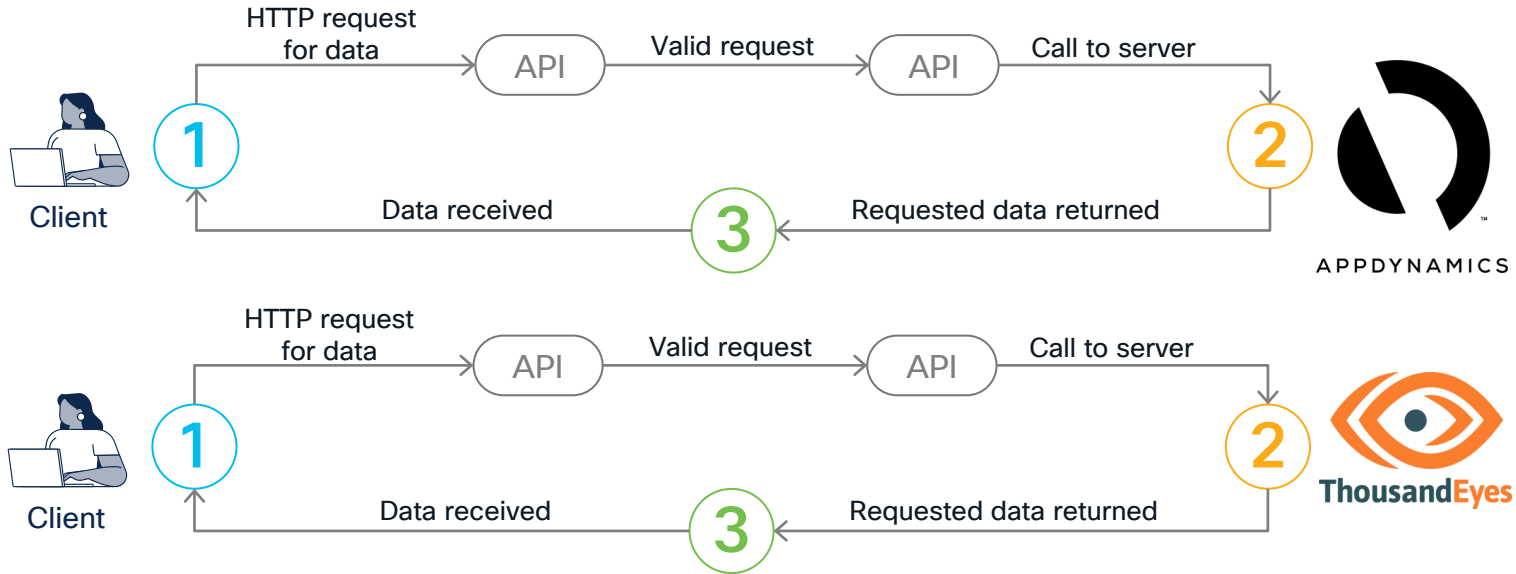 HTTP request
for data
API
Valid request
API
Call to server
1
2
Client
Data received
3
Requested data returned
™
APPDYNAMICS
HTTP request
for data
API
Valid request
API
Call to server
1
2
Client
Data received
3
Requested data returned
ThousandEyes